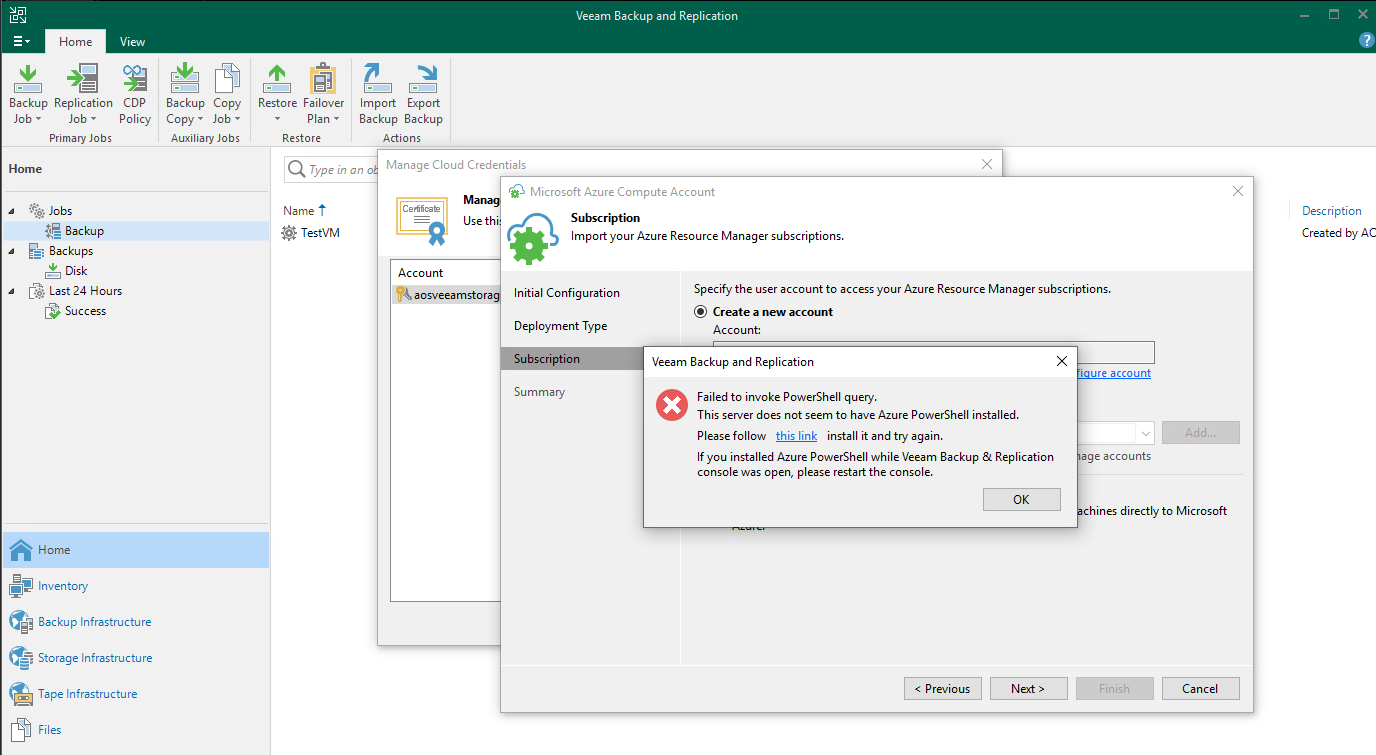 Veeam Backup and Replication
Home View
?
Backup Job
Replication Job
CDP Policy
Primary Jobs
Backup Copy
Copy Job
Auxiliary Jobs
Restore
Failover Plan
Restore
Import Backup
Export Backup
Actions
Home
Jobs
Backup
Backups
Disk
Last 24 Hours
Success
Home
Inventory
Backup Infrastructure
Storage Infrastructure
Tape Infrastructure
Files
Type in an ob
Name
TestVM
Description
Created by AC
Manage Cloud Credentials
Certificate
Manag
Use this
Account
aosveeamstorag
Microsoft Azure Compute Account
Subscription
Import your Azure Resource Manager subscriptions.
Initial Configuration
Deployment Type
Subscription
Summary
Specify the user account to access your Azure Resource Manager subscriptions.
Create a new account
Account:
figure account
Add...
nage accounts
achines directly to Microsoft
Azure.
< Previous
Next >
Finish
Cancel
Veeam Backup and Replication
Failed to invoke PowerShell query.
This server does not seem to have Azure PowerShell installed.
Please follow this link install it and try again.
If you installed Azure PowerShell while Veeam Backup & Replication
console was open, please restart the console.
OK